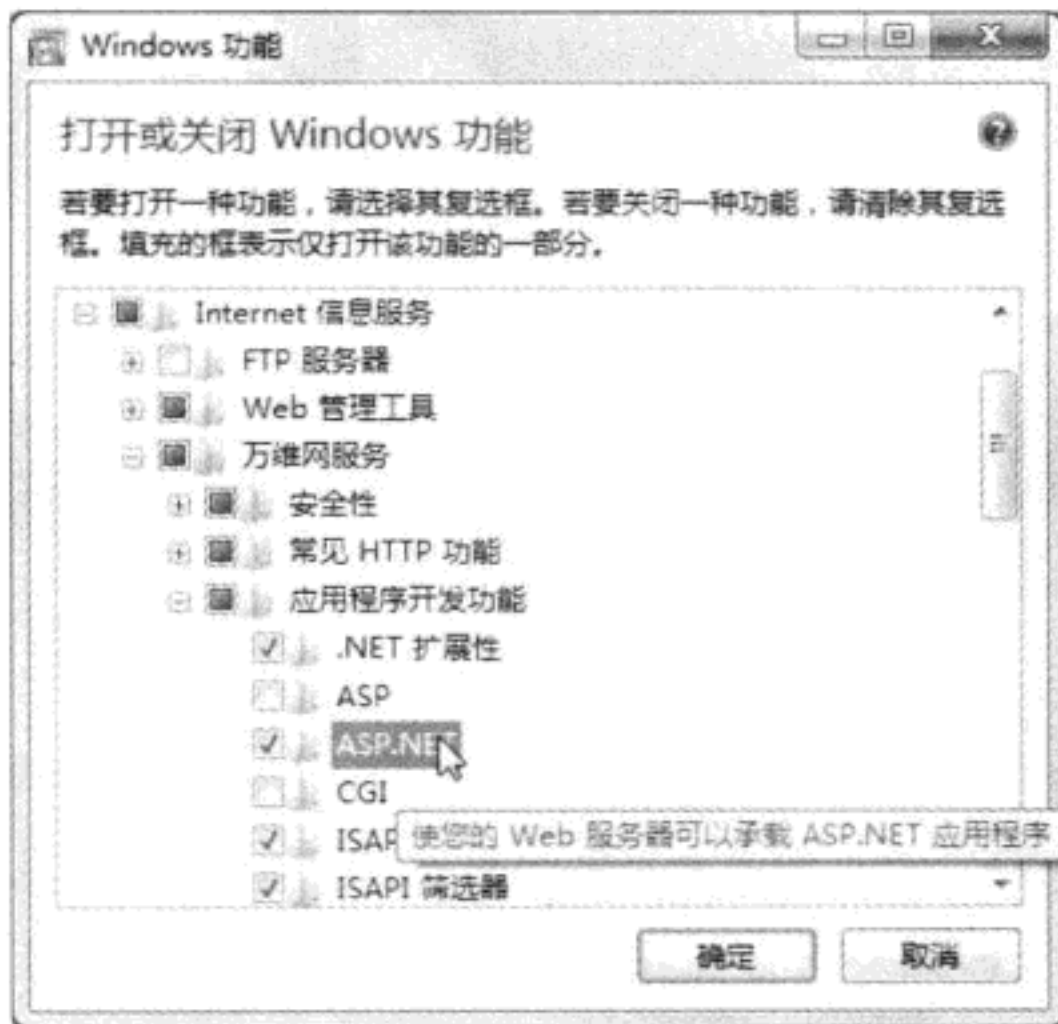 Windows 功能
打开或关闭 Windows 功能
若要打开一种功能，请选择其复选框。若要关闭一种功能，请清除其复选
框。填充的框表示仅打开该功能的一部分。
Internet 信息服务
FTP 服务器
Web 管理工具
万维网服务
安全性
常见 HTTP 功能
应用程序开发功能
.NET 扩展性
ASP
ASP.NET
CGI
ISAPI
使您的 Web 服务器可以承载 ASP.NET 应用程序
ISAPI 筛选器
确定
取消